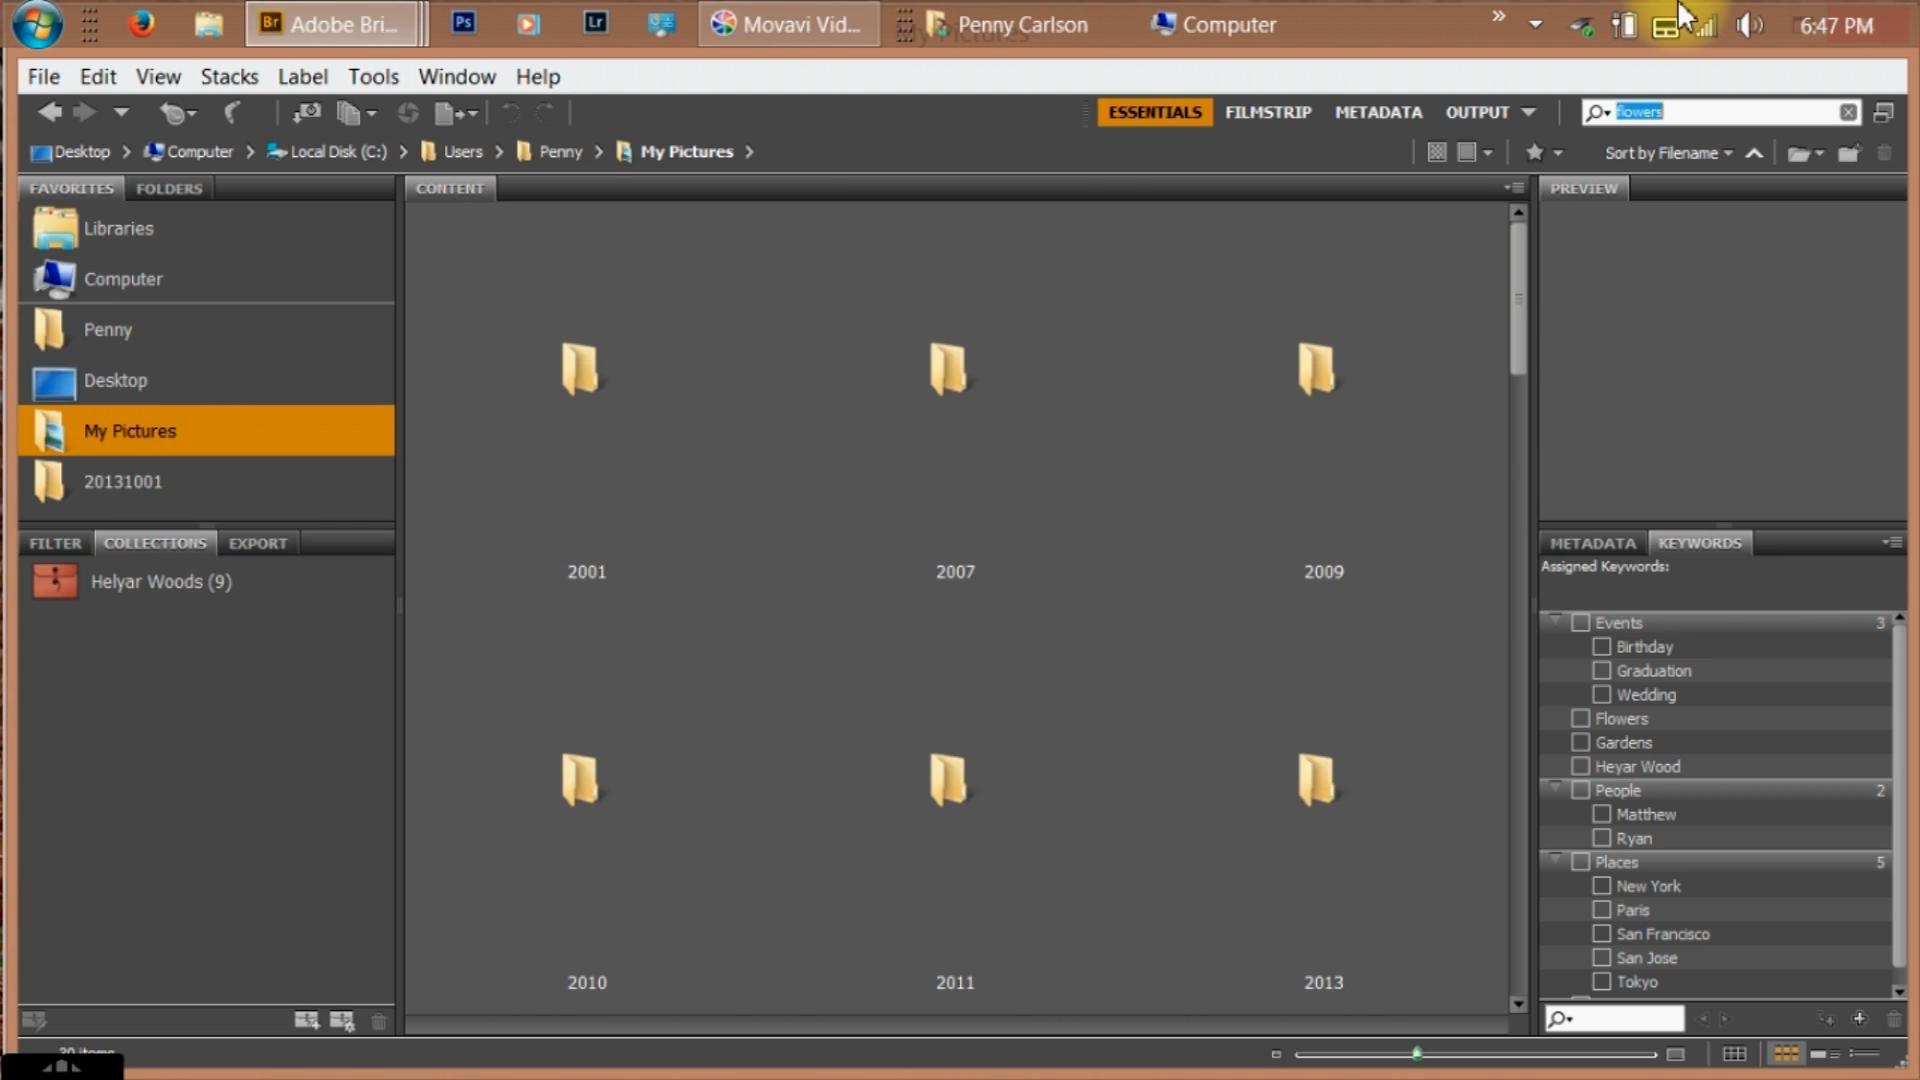 Adobe Bri...
Movavi Vid...
Penny Carlson
Computer
6:47 PM
File Edit View Stacks Label Tools Window Help
ESSENTIALS FILMSTRIP METADATA OUTPUT
flowers
Desktop > Computer > Local Disk (C:) > Users > Penny > My Pictures >
Sort by Filename
FAVORITES FOLDERS
Libraries
Computer
Penny
Desktop
My Pictures
20131001
FILTER COLLECTIONS EXPORT
Helyar Woods (9)
CONTENT
2001 2007 2009
2010 2011 2013
PREVIEW
METADATA KEYWORDS
Assigned Keywords:
Events 3
Birthday
Graduation
Wedding
Flowers
Gardens
Heyar Wood
People 2
Matthew
Ryan
Places 5
New York
Paris
San Francisco
San Jose
Tokyo